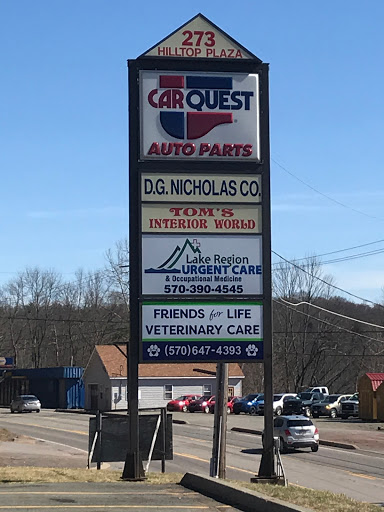 273
HILLTOP PLAZA
CARQUEST
AUTO PARTS
D.G. NICHOLAS CO.
TOM'S
INTERIOR WORLD
Lake Region
URGENT CARE
& Occupational Medicine
570-390-4545
FRIENDS for LIFE
VETERINARY CARE
(570) 647-4393